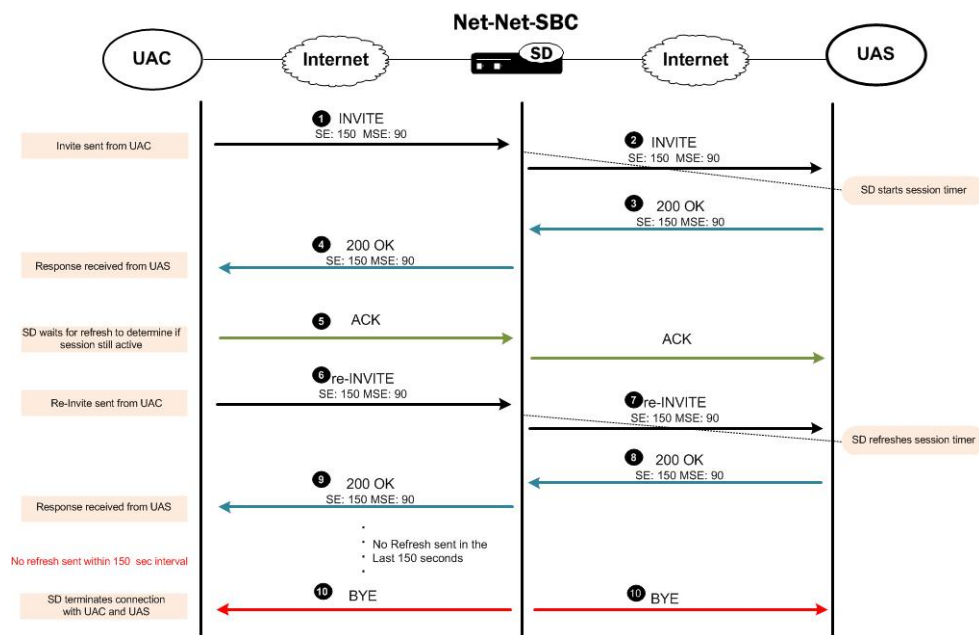 Net-Net-SBC
UAC
Internet
SD
Internet
UAS
1 INVITE
SE: 150 MSE: 90
Invite sent from UAC
2 INVITE
SE: 150 MSE: 90
SD starts session timer
3 200 OK
SE: 150 MSE: 90
4 200 OK
SE: 150 MSE: 90
Response received from UAS
5 ACK
SD waits for refresh to determine if
session still active
ACK
6 re-INVITE
SE: 150 MSE: 90
Re-Invite sent from UAC
7 re-INVITE
SE: 150 MSE: 90
SD refreshes session timer
8 200 OK
SE: 150 MSE: 90
9 200 OK
SE: 150 MSE: 90
Response received from UAS
No Refresh sent in the
Last 150 seconds
No refresh sent within 150 sec interval
10 BYE
10 BYE
SD terminates connection
with UAC and UAS